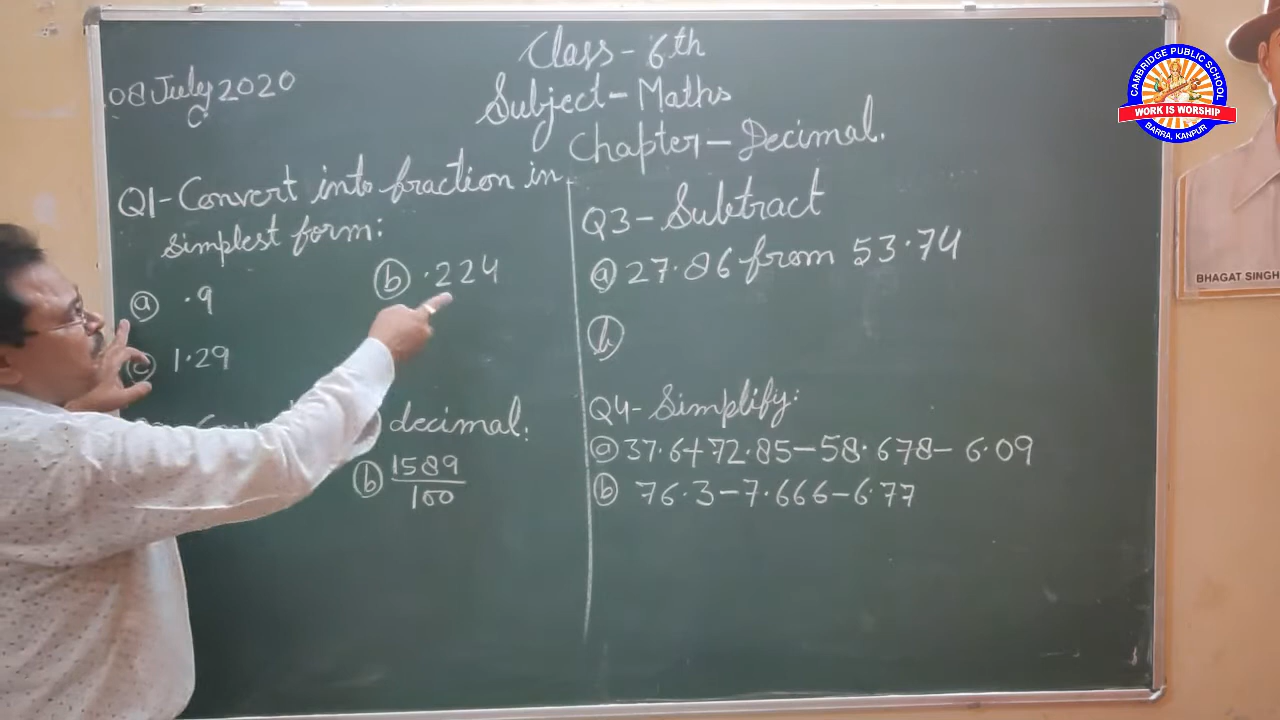 08 July 2020
Class - 6th
Subject - Maths
Chapter - Decimal.
Q1 - Convert into fraction in
simplest form:
(a) .9
(b) .224
(c) 1.29
decimal.
(b) 1589/100
Q3 - Subtract
(a) 27.86 from 53.74
(b)
Q4 - Simplify:
(a) 37.6+72.85-58.678-6.09
(b) 76.3-7.666-6.77
CAMBRIDGE PUBLIC SCHOOL
WORK IS WORSHIP
BARRA, KANPUR
BHAGAT SINGH